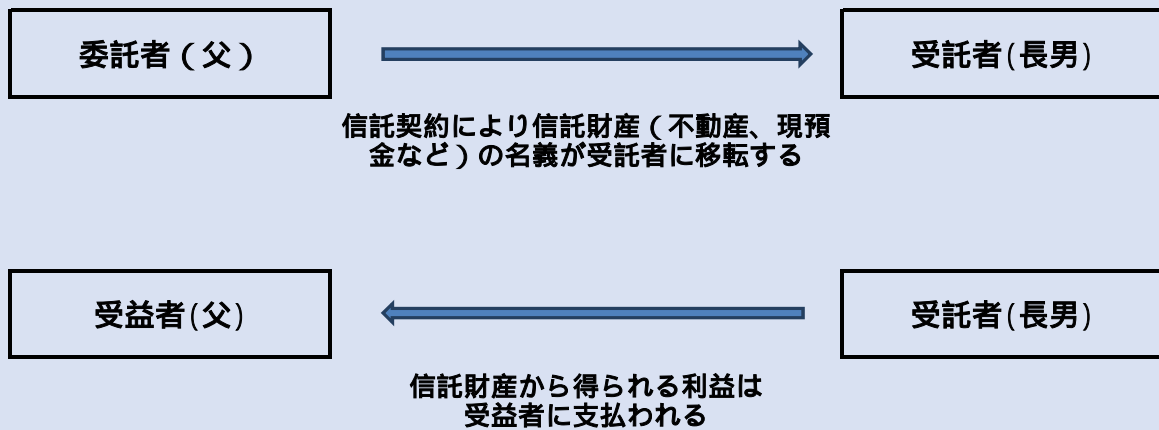 委託者（父）
受託者(長男)
信託契約により信託財産（不動産、現預
金など）の名義が受託者に移転する
受益者(父)
受託者(長男)
信託財産から得られる利益は
受益者に支払われる